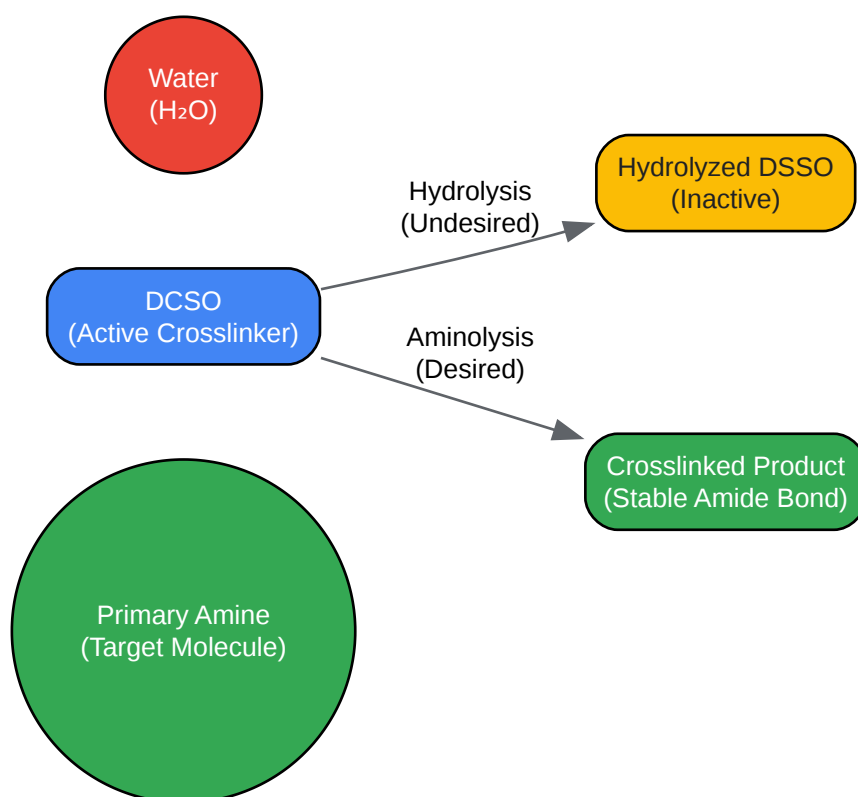 Water
(H₂O)
Hydrolyzed DSSO
(Inactive)
Hydrolysis
(Undesired)
DCSO
(Active Crosslinker)
Aminolysis
(Desired)
Crosslinked Product
(Stable Amide Bond)
Primary Amine
(Target Molecule)